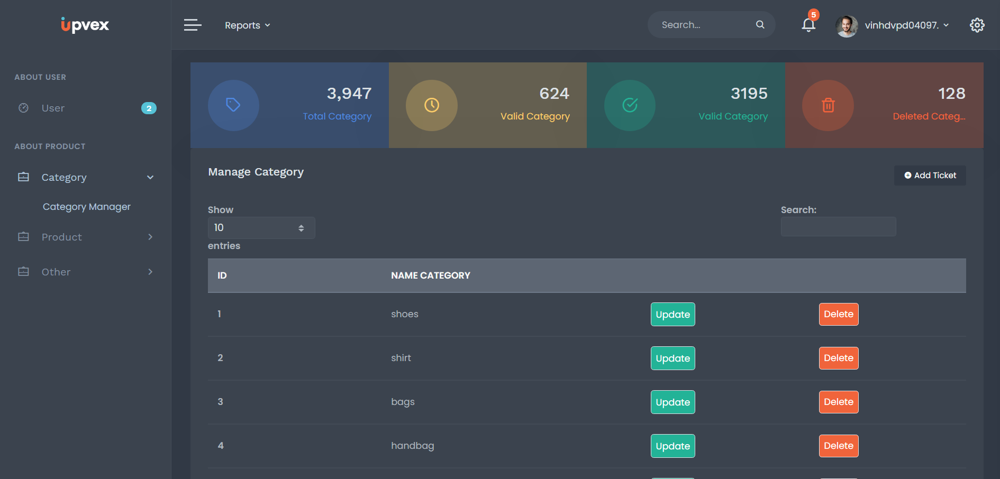 upvex
Reports
Search...
5
vinhdvpd04097.
ABOUT USER
User
2
ABOUT PRODUCT
Category
Category Manager
Product
Other
3,947
Total Category
624
Valid Category
3195
Valid Category
128
Deleted Categ...
Manage Category
Add Ticket
Show
10
entries
Search:
ID NAME CATEGORY
1 shoes Update Delete
2 shirt Update Delete
3 bags Update Delete
4 handbag Update Delete